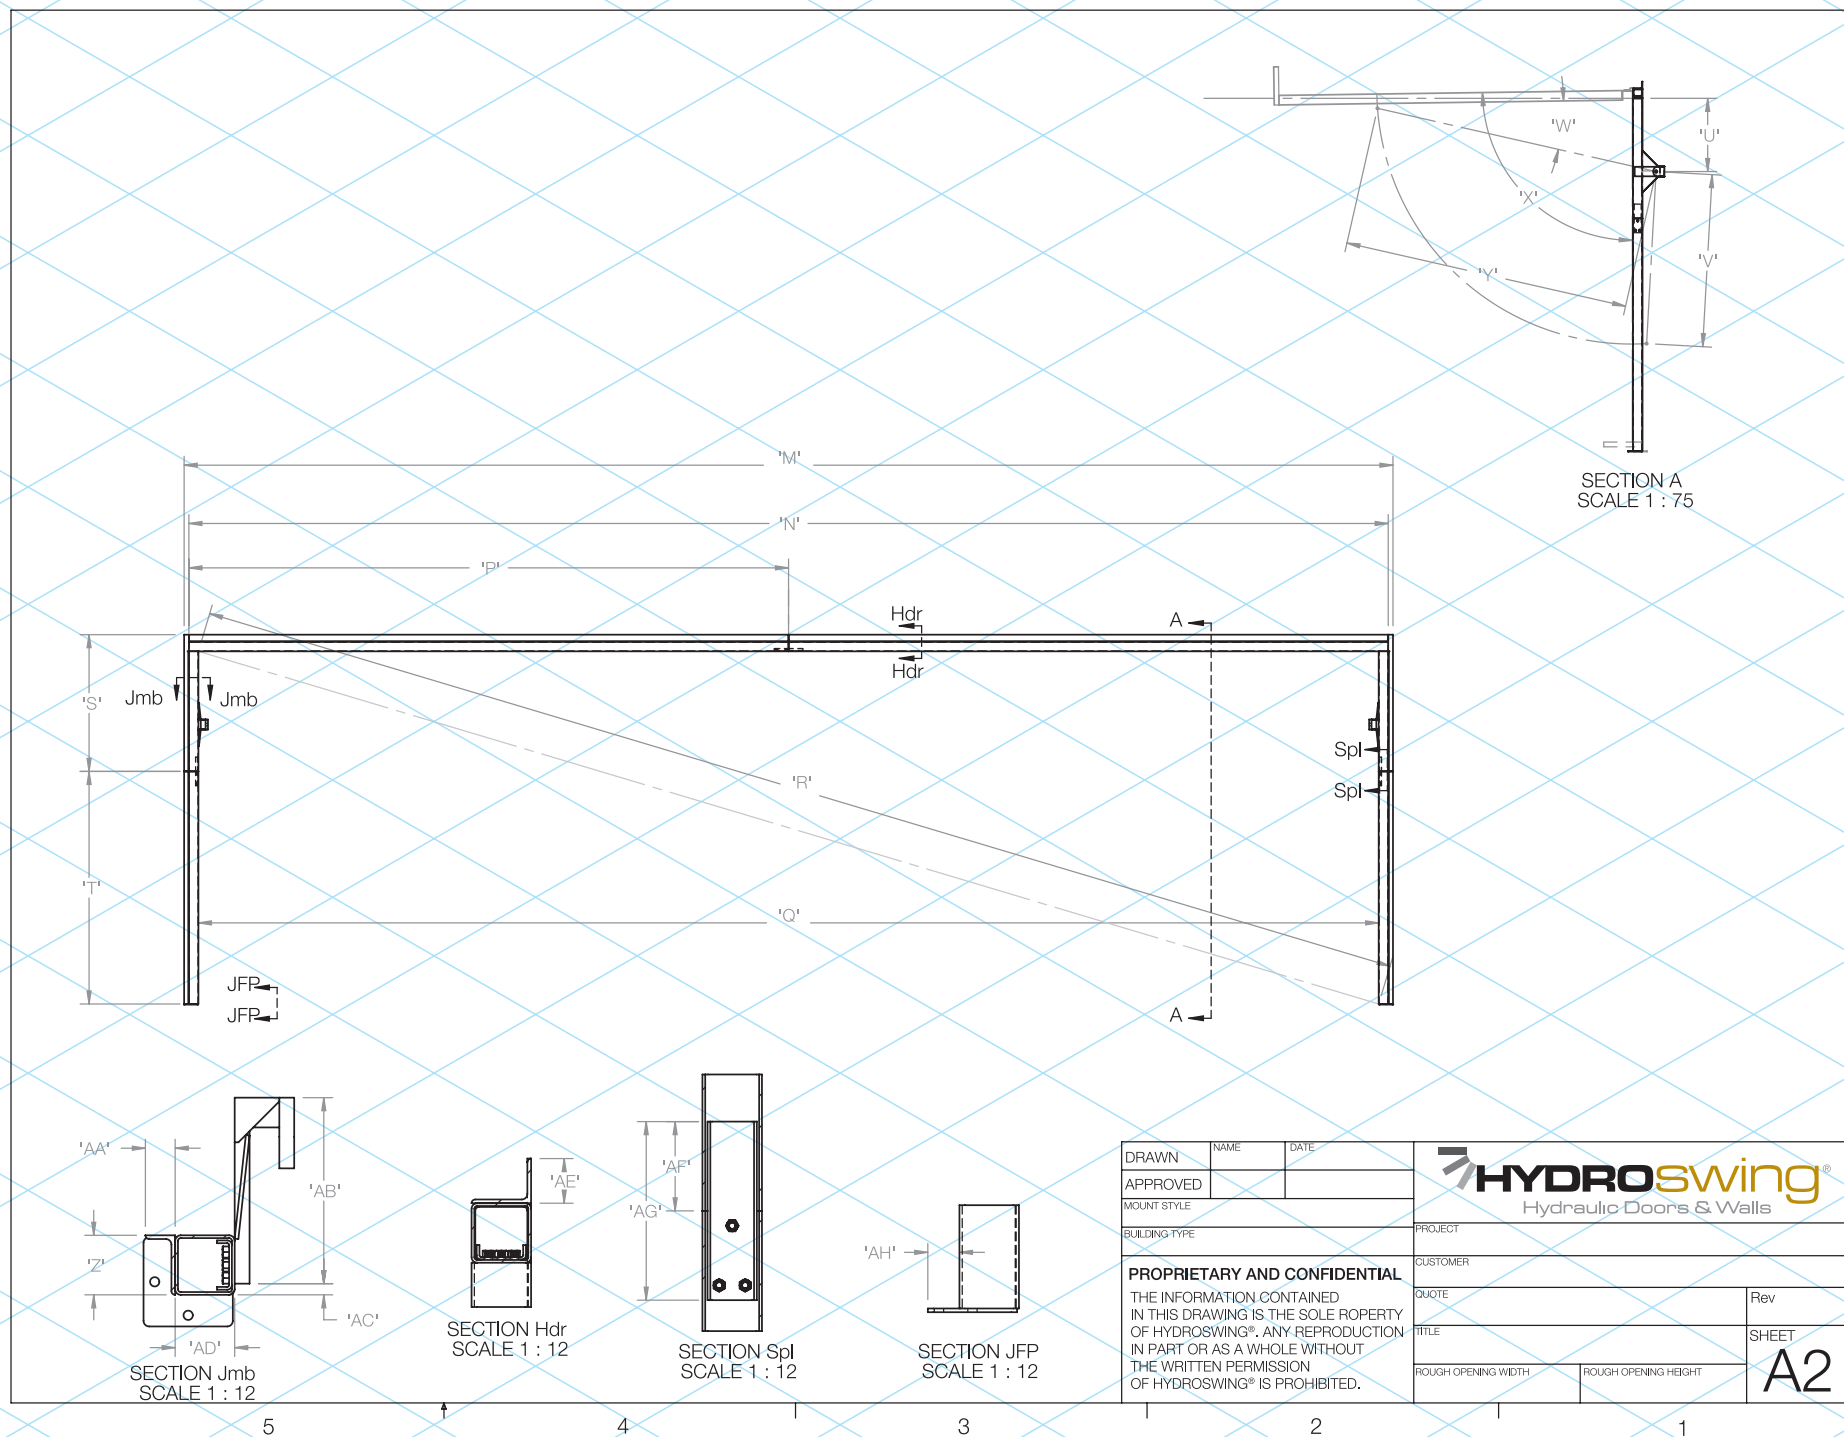 'W'
'U'
'X'
'Y'
'V'
SECTION A
SCALE 1 : 75
'M'
'N'
'P'
Hdr
Hdr
A
Jmb
Jmb
'S'
Spl
Spl
'R'
'T'
'Q'
JFP
JFP
A
'AA'
'AB'
'Z'
'AC'
'AD'
SECTION Jmb
SCALE 1 : 12
'AE'
SECTION Hdr
SCALE 1 : 12
'AF'
'AG'
SECTION Spl
SCALE 1 : 12
'AH'
SECTION JFP
SCALE 1 : 12
DRAWN
NAME
DATE
APPROVED
MOUNT STYLE
BUILDING TYPE
PROPRIETARY AND CONFIDENTIAL
THE INFORMATION CONTAINED
IN THIS DRAWING IS THE SOLE ROPERTY
OF HYDROSWING®. ANY REPRODUCTION
IN PART OR AS A WHOLE WITHOUT
THE WRITTEN PERMISSION
OF HYDROSWING® IS PROHIBITED.
HYDROSWING®
Hydraulic Doors & Walls
PROJECT
CUSTOMER
QUOTE
Rev
TITLE
SHEET
A2
ROUGH OPENING WIDTH
ROUGH OPENING HEIGHT
5
4
3
2
1